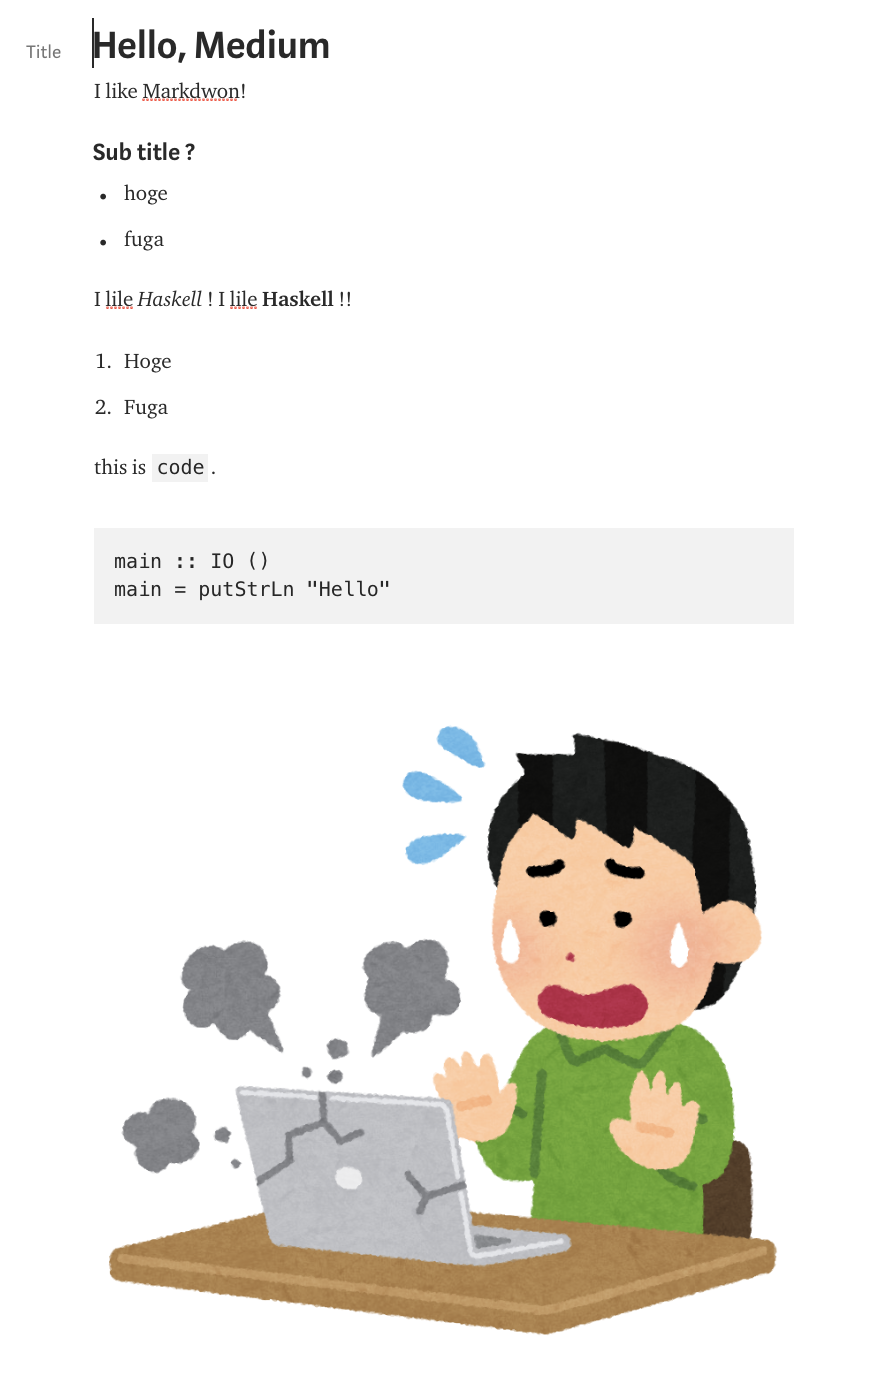 Title
Hello, Medium
I like Markdwon!
Sub title ?
• hoge
• fuga
I lile Haskell ! I lile Haskell !!
1. Hoge
2. Fuga
this is code .
main :: IO ()
main = putStrLn "Hello"